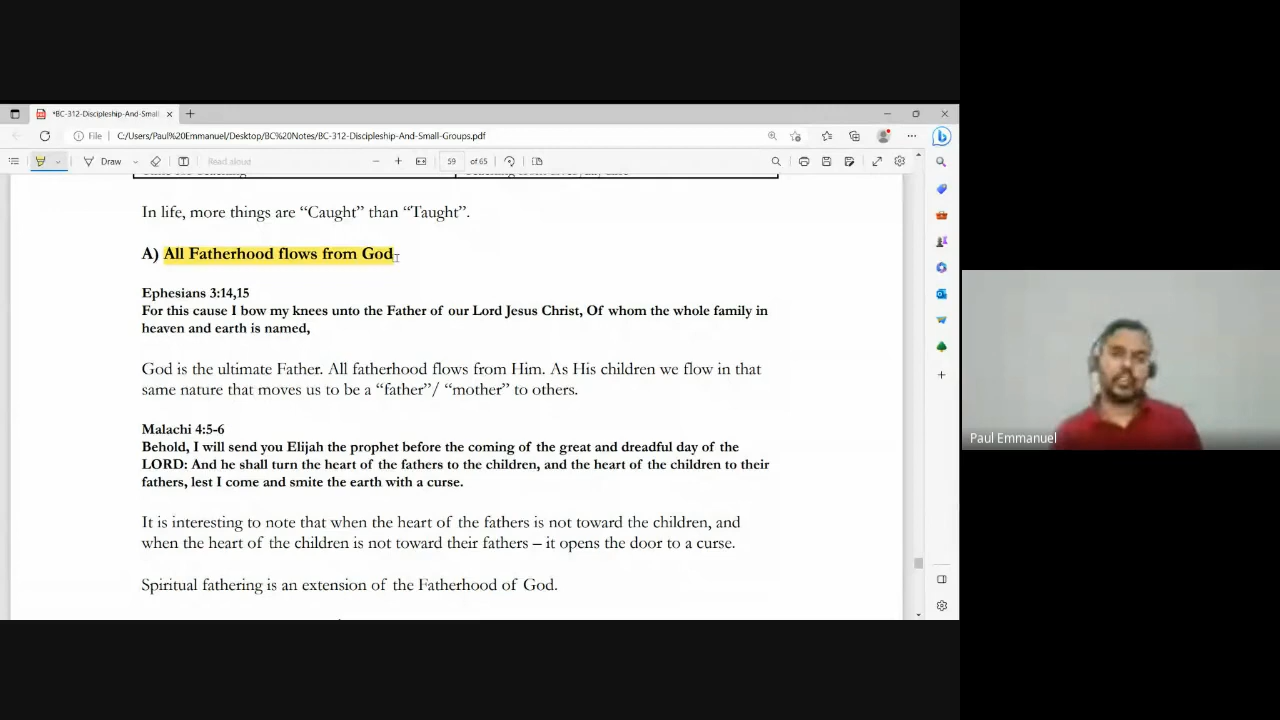 *BC-312-Discipleship-And-Small
File
C:/Users/Paul%20Emmanuel/Desktop/BC%20Notes/BC-312-Discipleship-And-Small-Groups.pdf
Draw
Read aloud
59 of 65
In life, more things are “Caught” than “Taught”.
A) All Fatherhood flows from God
Ephesians 3:14,15
For this cause I bow my knees unto the Father of our Lord Jesus Christ, Of whom the whole family in
heaven and earth is named,
God is the ultimate Father. All fatherhood flows from Him. As His children we flow in that
same nature that moves us to be a “father”/ “mother” to others.
Malachi 4:5-6
Behold, I will send you Elijah the prophet before the coming of the great and dreadful day of the
LORD: And he shall turn the heart of the fathers to the children, and the heart of the children to their
fathers, lest I come and smite the earth with a curse.
It is interesting to note that when the heart of the fathers is not toward the children, and
when the heart of the children is not toward their fathers – it opens the door to a curse.
Spiritual fathering is an extension of the Fatherhood of God.
Paul Emmanuel